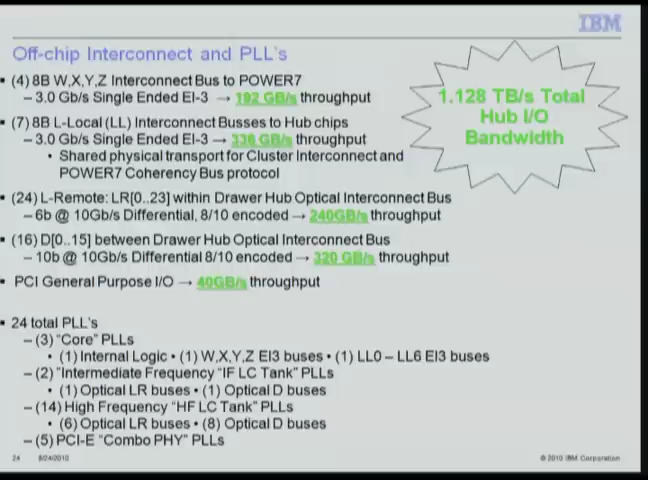 IBM
Off-chip Interconnect and PLL's
▪ (4) 8B W,X,Y,Z Interconnect Bus to POWER7
– 3.0 Gb/s Single Ended EI-3 → 192 GB/s throughput
▪ (7) 8B L-Local (LL) Interconnect Busses to Hub chips
– 3.0 Gb/s Single Ended EI-3 → 336 GB/s throughput
• Shared physical transport for Cluster Interconnect and
POWER7 Coherency Bus protocol
▪ (24) L-Remote: LR[0..23] within Drawer Hub Optical Interconnect Bus
– 6b @ 10Gb/s Differential, 8/10 encoded → 240GB/s throughput
▪ (16) D[0..15] between Drawer Hub Optical Interconnect Bus
– 10b @ 10Gb/s Differential 8/10 encoded → 320 GB/s throughput
▪ PCI General Purpose I/O → 40GB/s throughput
1.128 TB/s Total
Hub I/O
Bandwidth
▪ 24 total PLL's
– (3) "Core" PLLs
• (1) Internal Logic • (1) W,X,Y,Z EI3 buses • (1) LL0 – LL6 EI3 buses
– (2) "Intermediate Frequency "IF LC Tank" PLLs
• (1) Optical LR buses • (1) Optical D buses
– (14) High Frequency "HF LC Tank" PLLs
• (6) Optical LR buses • (8) Optical D buses
– (5) PCI-E "Combo PHY" PLLs
24 8/24/2010 © 2010 IBM Corporation